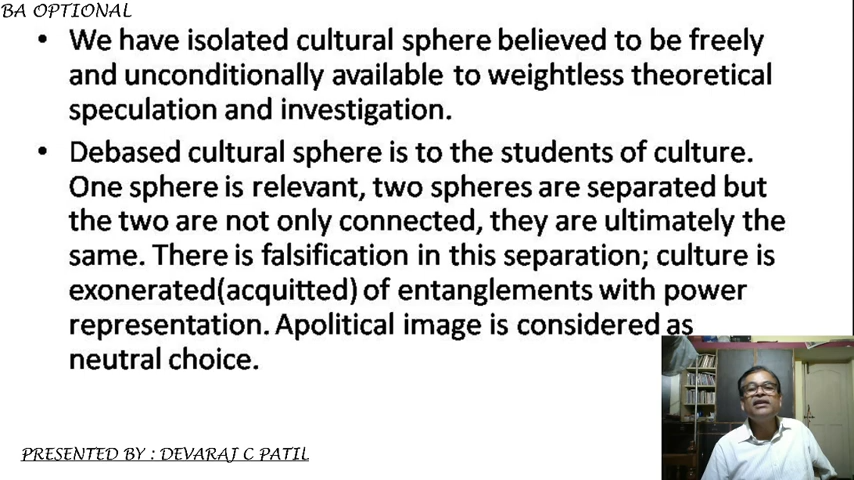 BA OPTIONAL
• We have isolated cultural sphere believed to be freely
and unconditionally available to weightless theoretical
speculation and investigation.
• Debased cultural sphere is to the students of culture.
One sphere is relevant, two spheres are separated but
the two are not only connected, they are ultimately the
same. There is falsification in this separation; culture is
exonerated(acquitted) of entanglements with power
representation. Apolitical image is considered as
neutral choice.
PRESENTED BY : DEVARAJ C PATIL